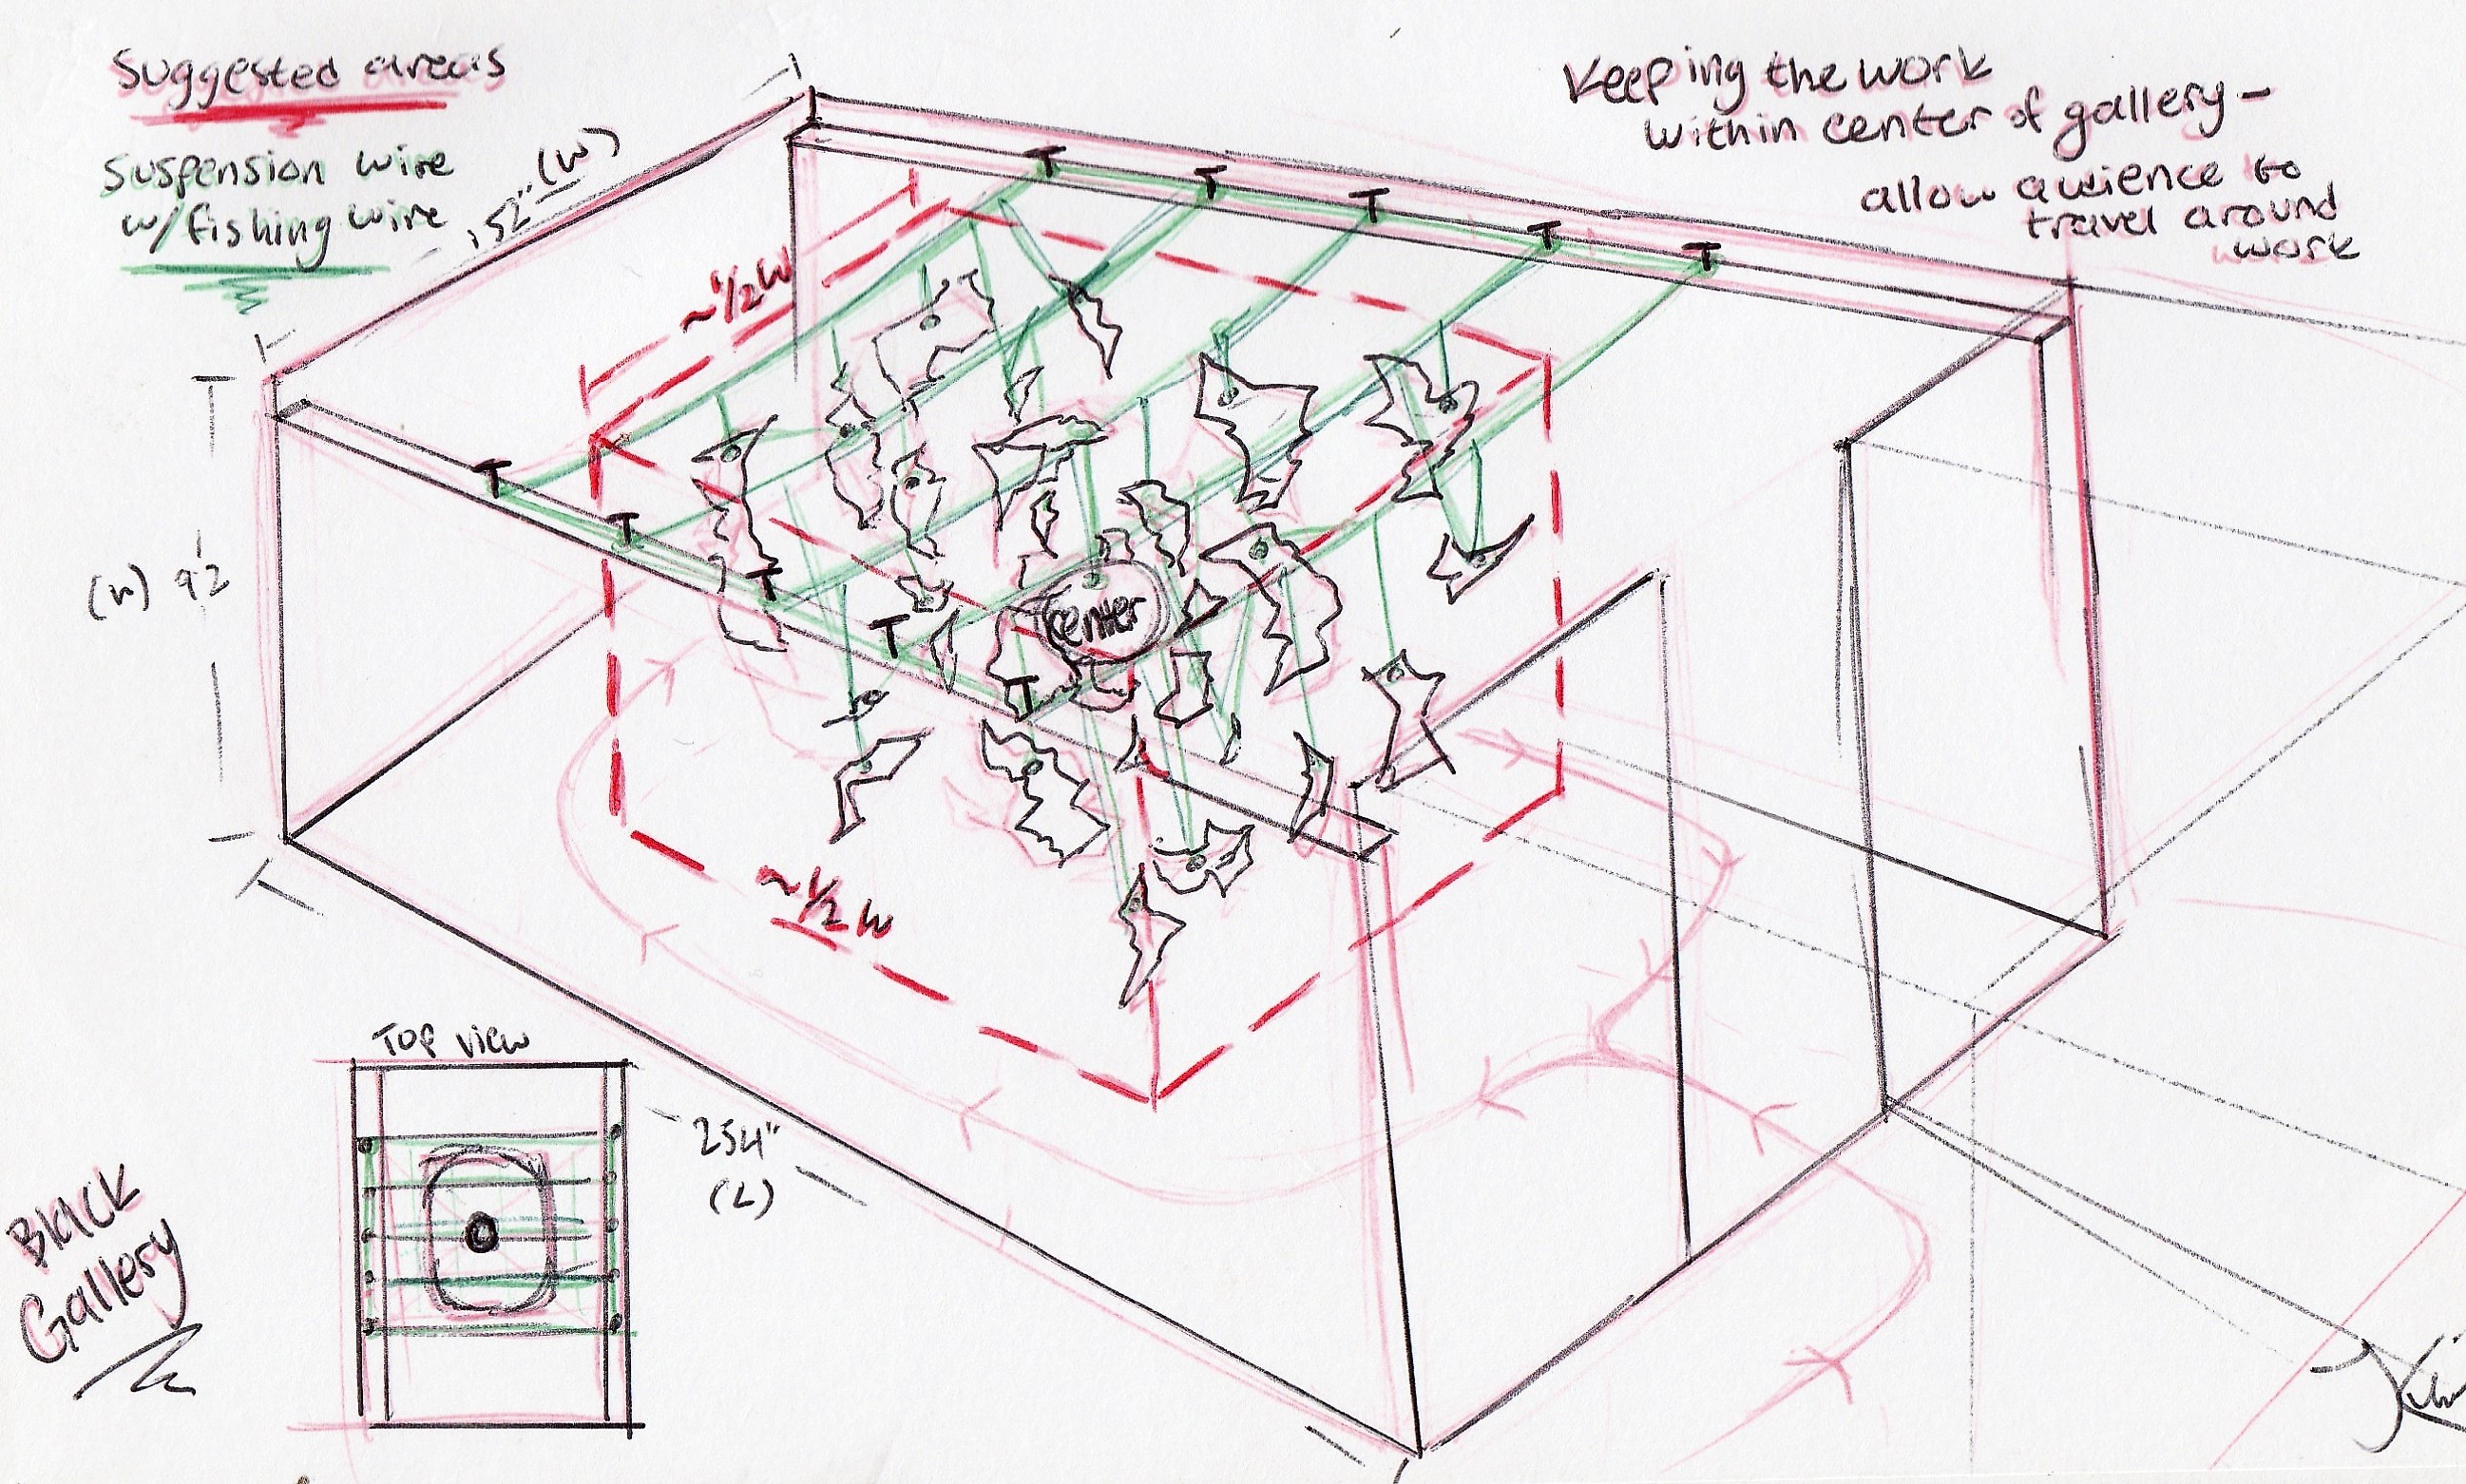 Suggested areas
Suspension wire
w/fishing wire
Keeping the work
within center of gallery-
allow audience to
travel around
work
152" (W)
~1/2 W
T T T T T
T
T
T
T
T
(H) 92
center
~1/2 W
Top view
254"
(L)
Black
Gallery